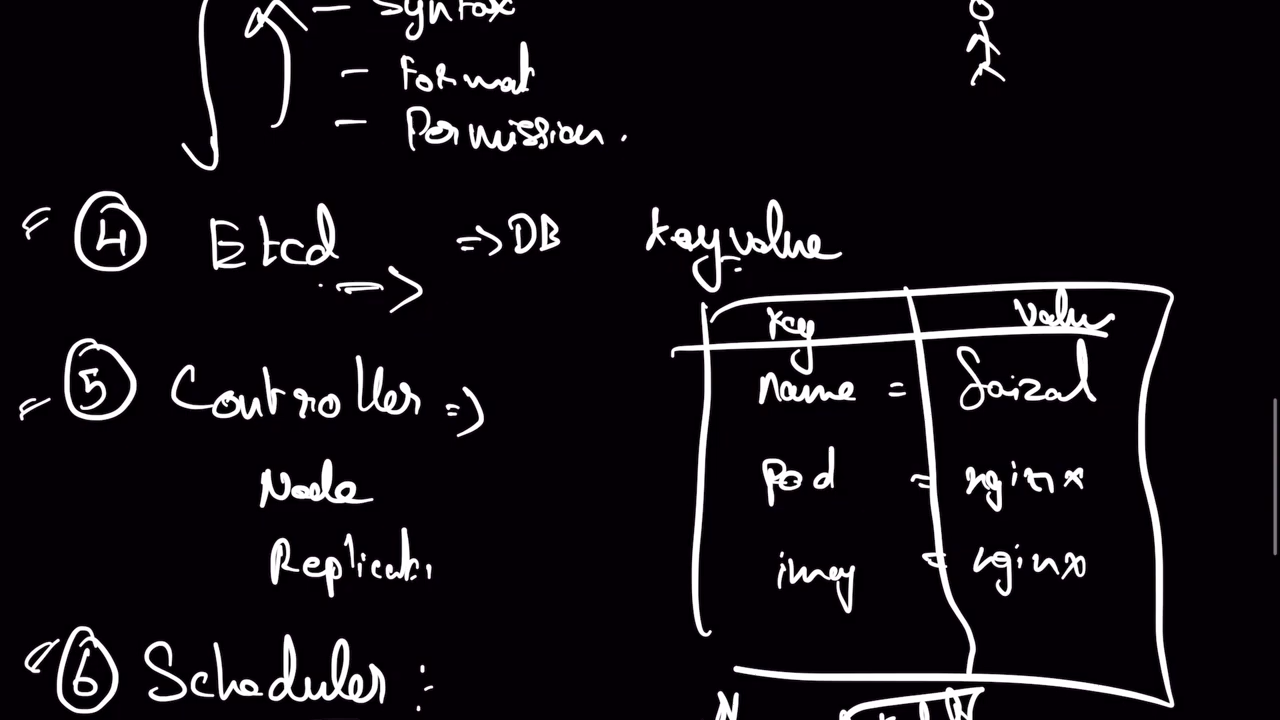 - Syntax
- Format
- Permission.
4 Etcd => DB key value
key value
name = faizal
5 Controller =>
Node
pod = nginx
Replicati
imag = nginx
6 Scheduler :